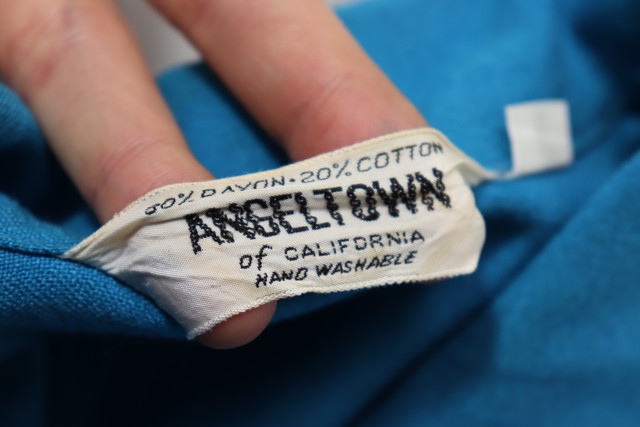 80% RAYON • 20% COTTON
ANGELTOWN
of CALIFORNIA
HAND WASHABLE